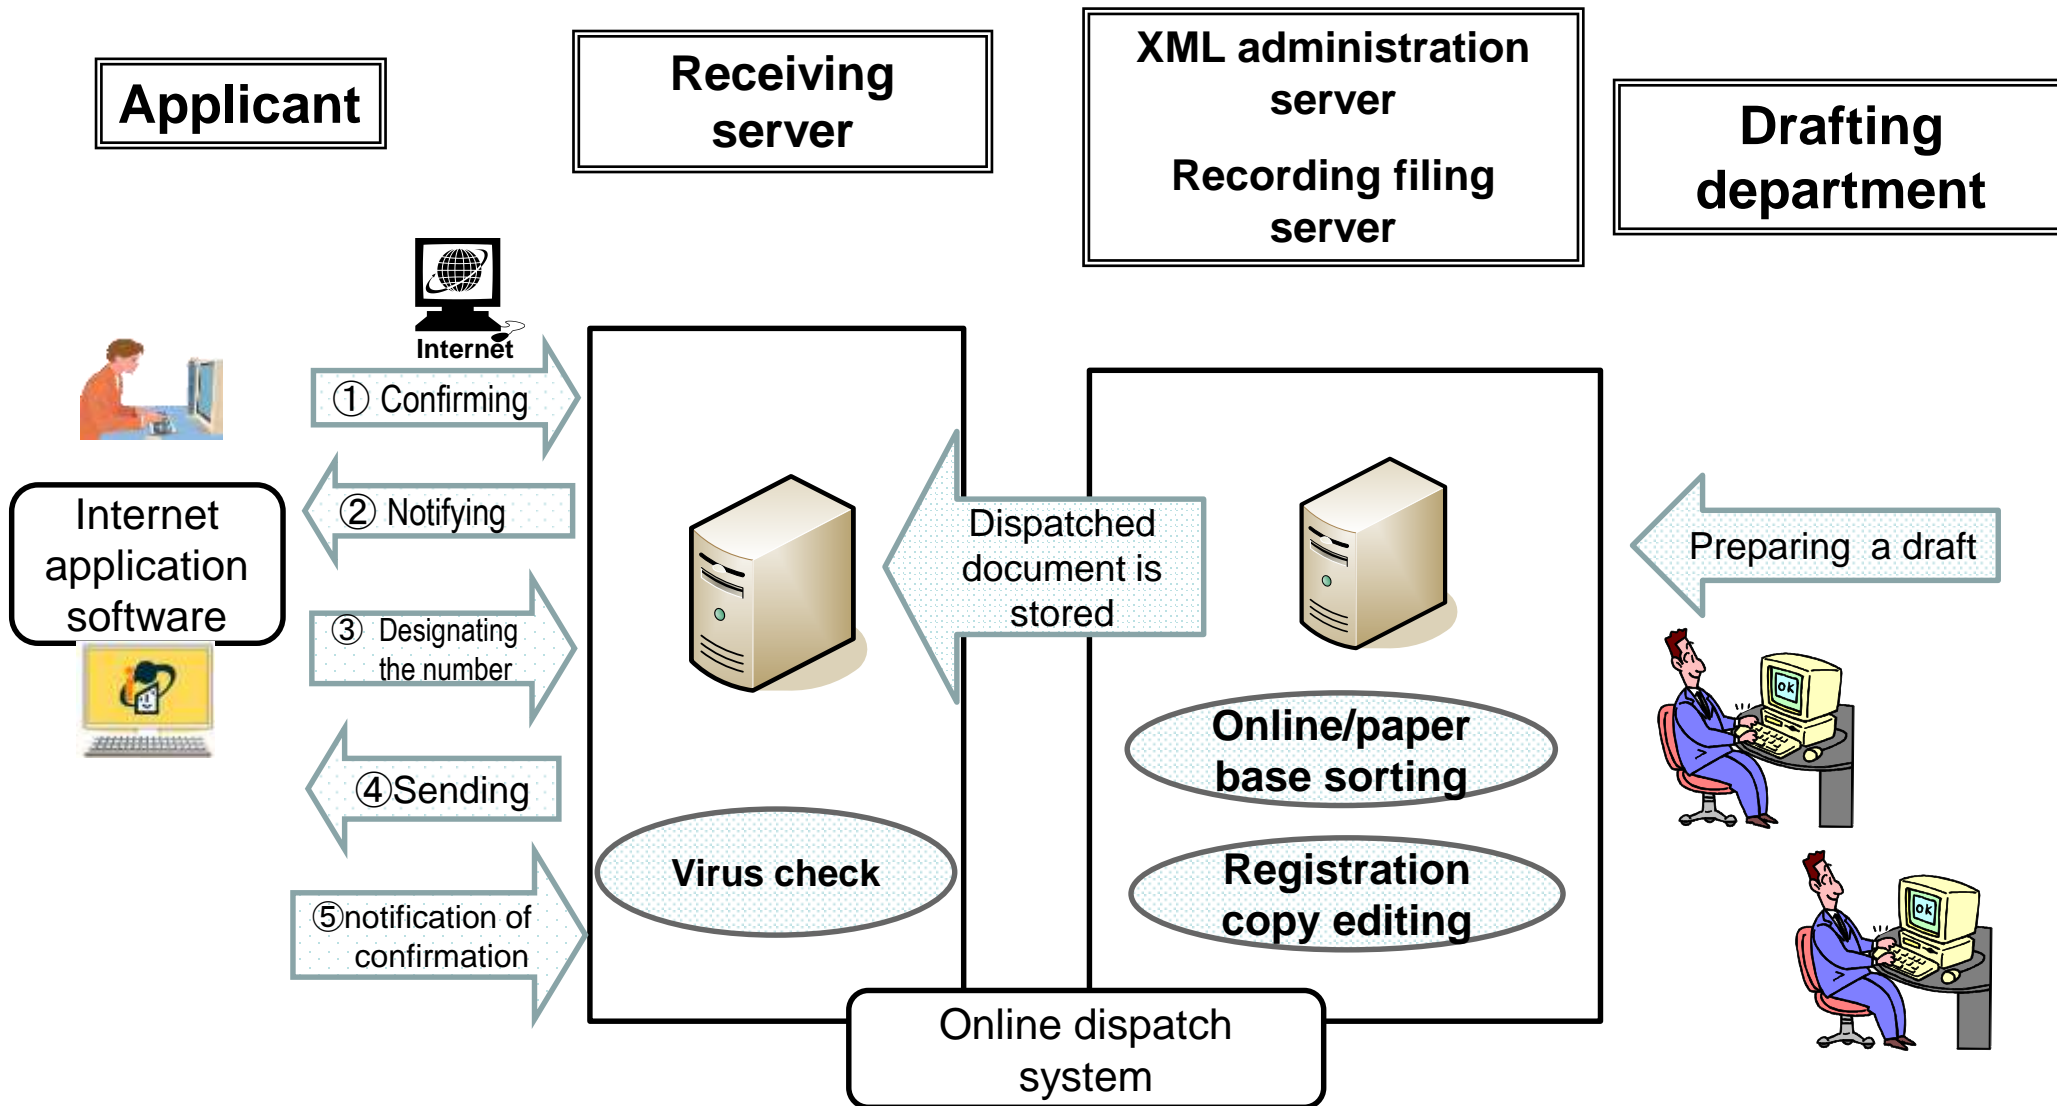 Applicant
Receiving
server
XML administration
server
Recording filing
server
Drafting
department
Internet
① Confirming
② Notifying
③ Designating
the number
④Sending
⑤notification of
confirmation
Internet
application
software
Virus check
Dispatched
document is
stored
Online/paper
base sorting
Registration
copy editing
Preparing a draft
OK
OK
Online dispatch
system